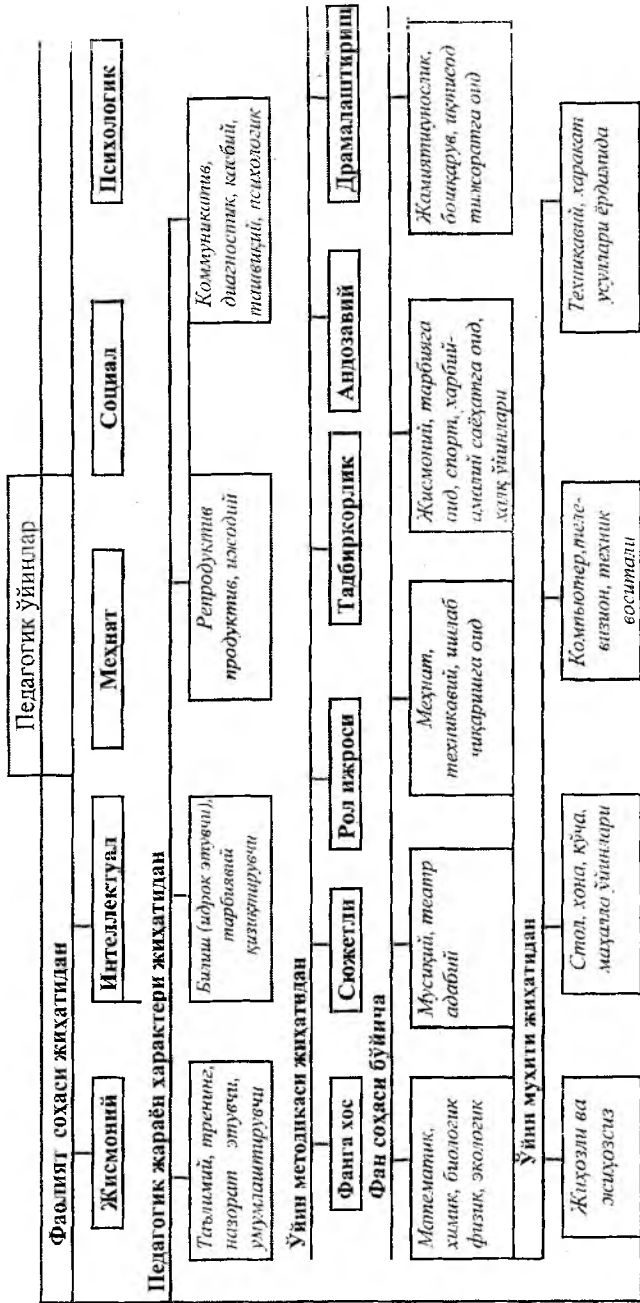 Педагогик ўйинлар
Фаолият соҳаси жиҳатидан
Жисмоний
Интеллектуал
Меҳнат
Социал
Психологик
Педагогик жараён характери жиҳатидан
Таълимий, тренинг,
назорат этувчи,
умумлаштирувчи
Билиш (идрок этувчи),
тарбиявий
қизиқтирувчи
Репродуктив
продуктив, ижодий
Коммуникатив,
диагностик, касбий,
ташвиқий, психологик
Ўйин методикаси жиҳатидан
Фанга хос
Сюжетли
Рол ижроси
Тадбиркорлик
Андозавий
Драмалаштириш
Фан соҳаси бўйича
Математик,
химик, биологик
физик, экологик
Мусиқий, театр
адабий
Меҳнат,
техникавий, ишлаб
чиқаришга оид
Жисмоний, тарбияга
оид, спорт, харбий-
амалий саёҳатга оид,
халқ ўйинлари
Жамиятшунослик,
бошқарув, иқтисод
тижоратга оид
Ўйин муҳити жиҳатидан
Жиҳозли ва
жиҳозсиз
Стол, хона, кўча,
маҳалла ўйинлари
Компьютер, теле-
визион, техник
воситали
Техникавий, харакат
усуллари ёрдамида